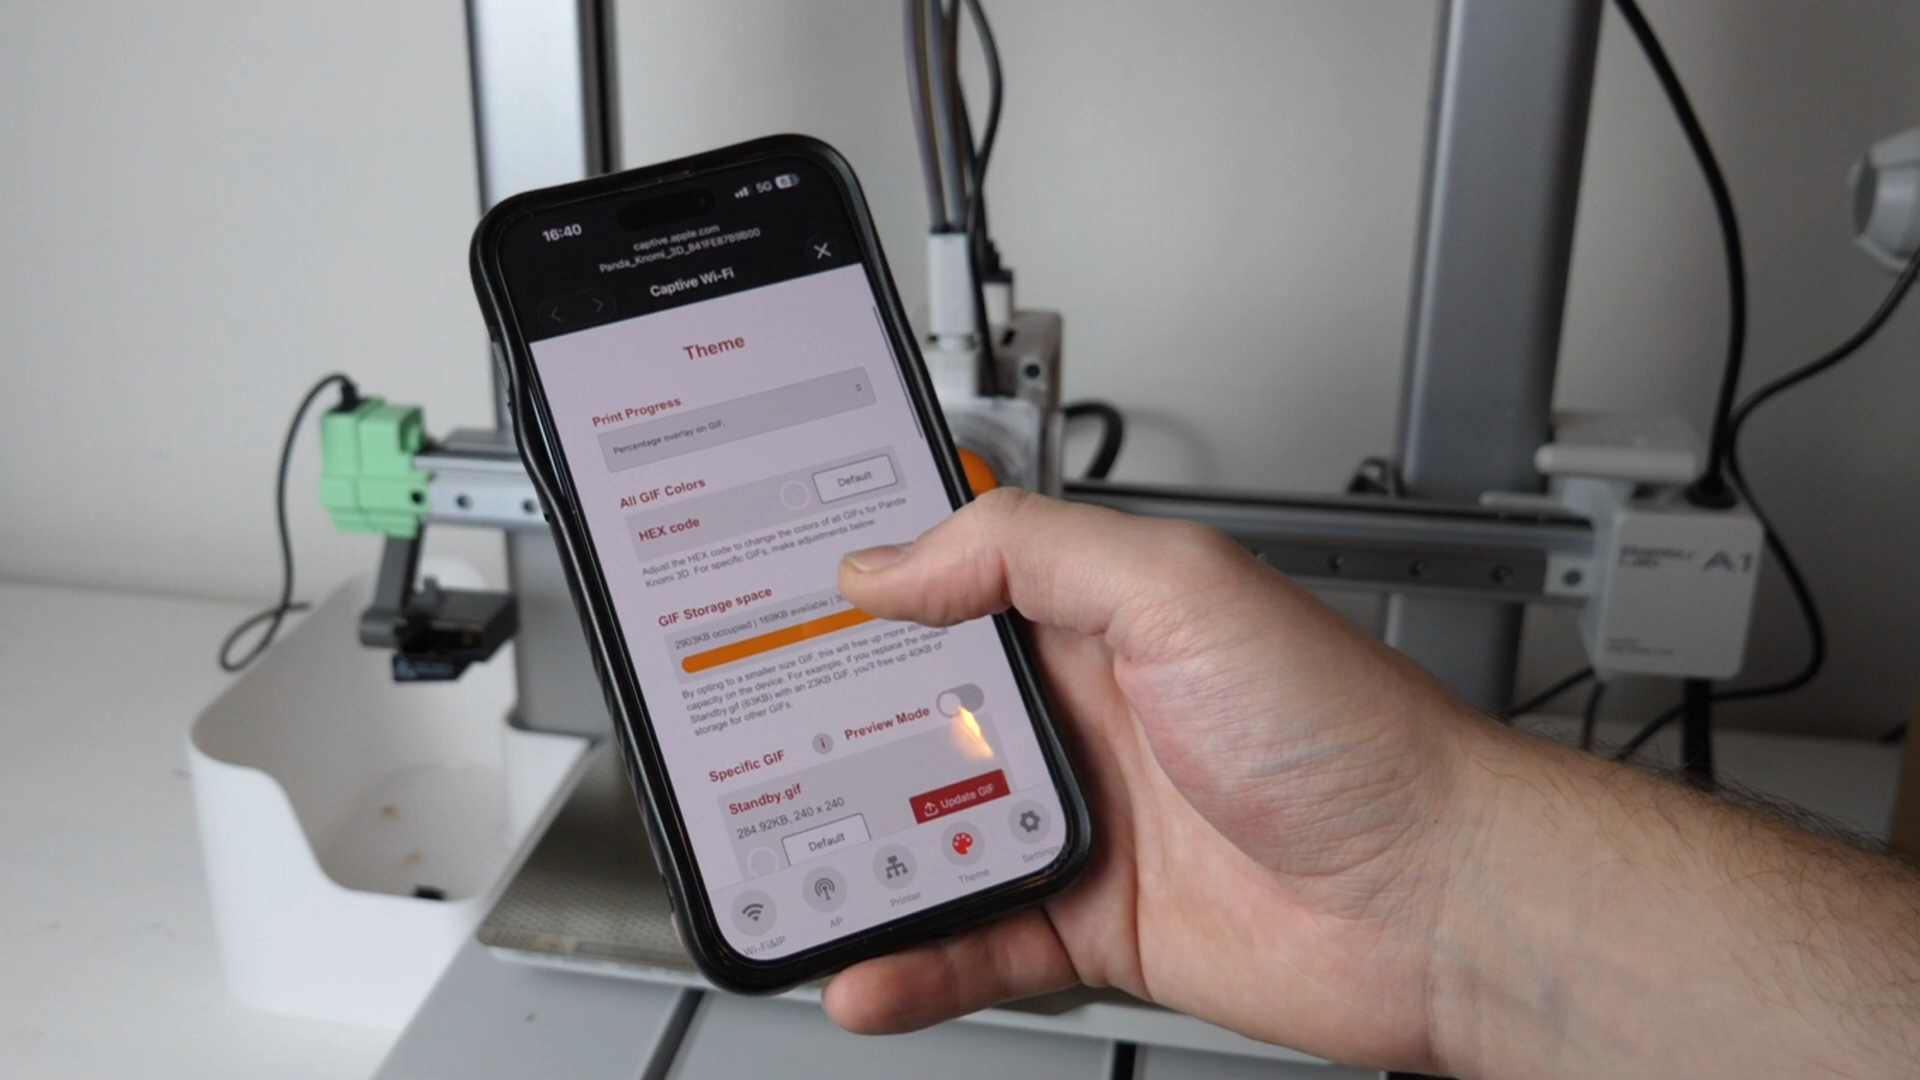 16:40
5G
captive.apple.com
Panda_Knomi_3D_841FE87B9B00
Captive Wi-Fi
Theme
Print Progress
Percentage overlay on GIF.
All GIF Colors
HEX code
Default
Adjust the HEX code to change the colors of all GIFs for Panda
Knomi 3D. For specific GIFs, make adjustments below.
GIF Storage space
2903KB occupied | 169KB available |
By opting to a smaller size GIF, this will free up more
capacity on the device. For example, if you replace the default
Standby.gif (63KB) with an 23KB GIF, you'll free up 40KB of
storage for other GIFs.
Specific GIF
i
Preview Mode
Standby.gif
284.92KB, 240 x 240
Default
Update GIF
Wi-Fi&IP
AP
Printer
Theme
Settings
A1